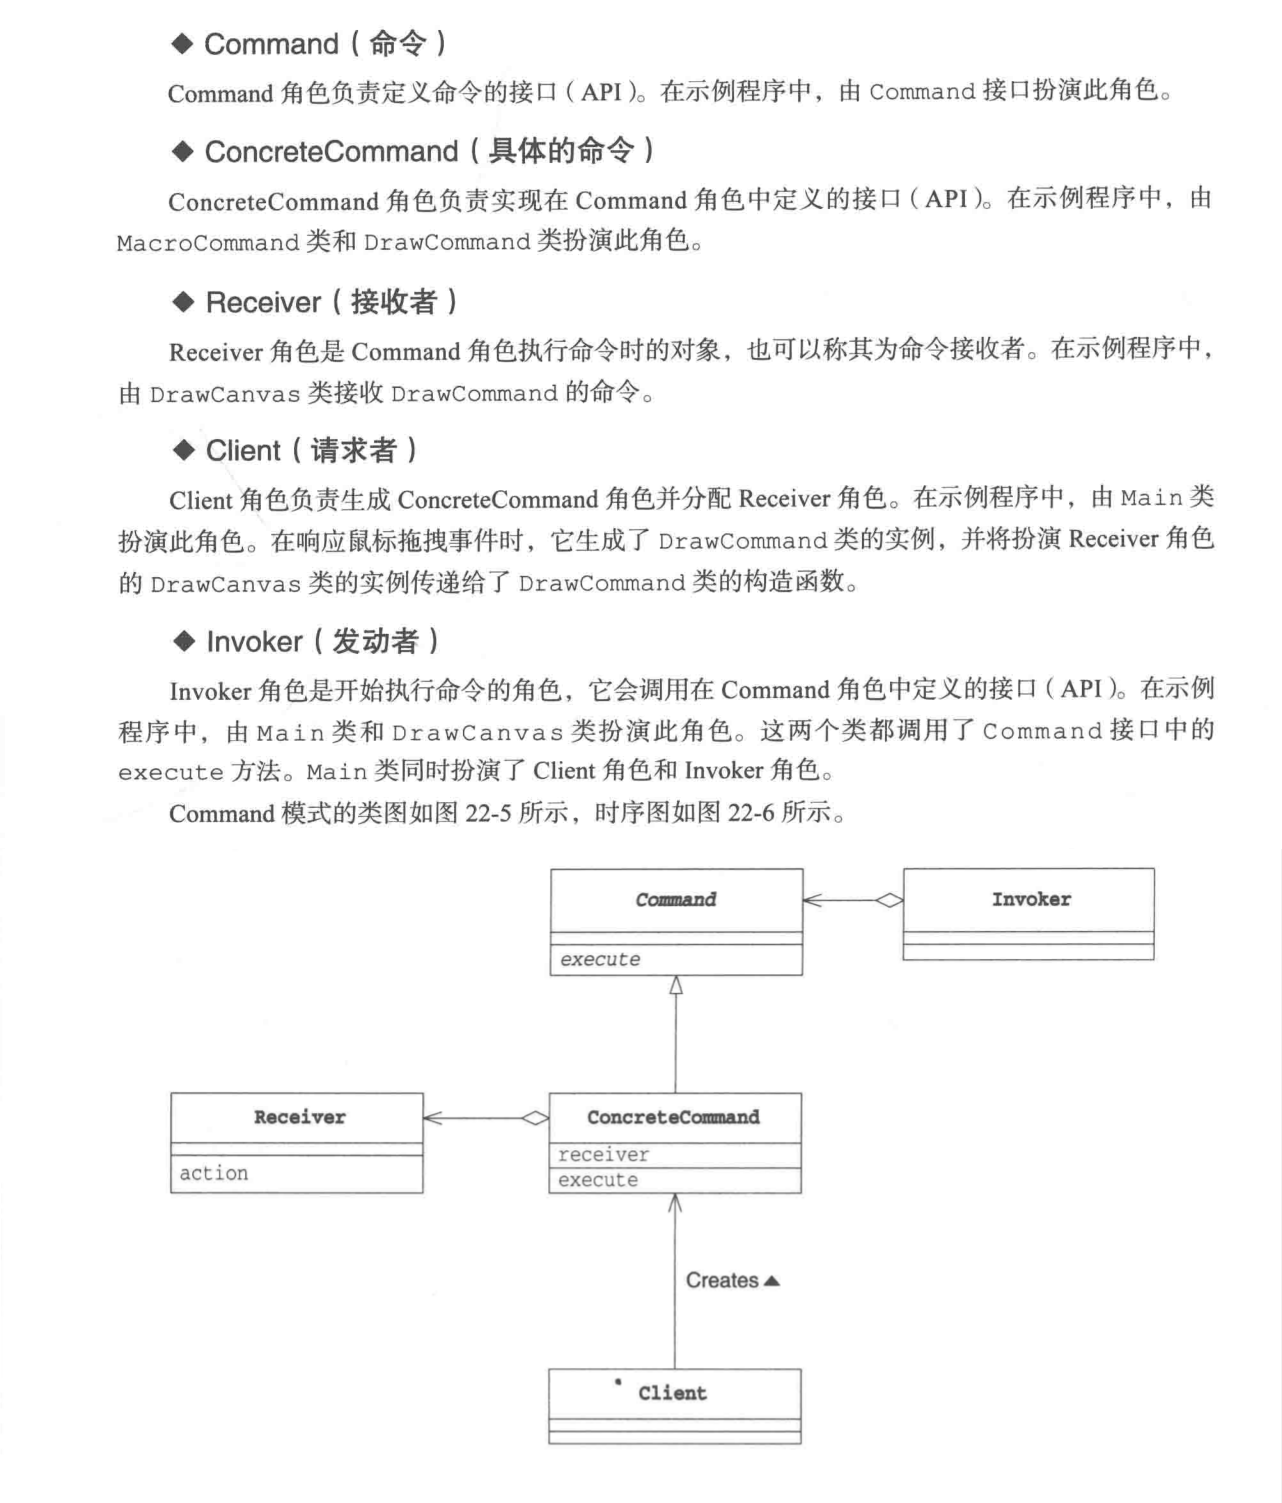 ◆ Command（命令）
Command 角色负责定义命令的接口（API）。在示例程序中，由 Command 接口扮演此角色。
◆ ConcreteCommand（具体的命令）
ConcreteCommand 角色负责实现在 Command 角色中定义的接口（API）。在示例程序中，由
MacroCommand 类和 DrawCommand 类扮演此角色。
◆ Receiver（接收者）
Receiver 角色是 Command 角色执行命令时的对象，也可以称其为命令接收者。在示例程序中，
由 DrawCanvas 类接收 DrawCommand 的命令。
◆ Client（请求者）
Client 角色负责生成 ConcreteCommand 角色并分配 Receiver 角色。在示例程序中，由 Main 类
扮演此角色。在响应鼠标拖拽事件时，它生成了 DrawCommand 类的实例，并将扮演 Receiver 角色
的 DrawCanvas 类的实例传递给了 DrawCommand 类的构造函数。
◆ Invoker（发动者）
Invoker 角色是开始执行命令的角色，它会调用在 Command 角色中定义的接口（API）。在示例
程序中，由 Main 类和 DrawCanvas 类扮演此角色。这两个类都调用了 Command 接口中的
execute 方法。Main 类同时扮演了 Client 角色和 Invoker 角色。
Command 模式的类图如图 22-5 所示，时序图如图 22-6 所示。
Command
Invoker
execute
Receiver
ConcreteCommand
receiver
action
execute
Creates▲
Client